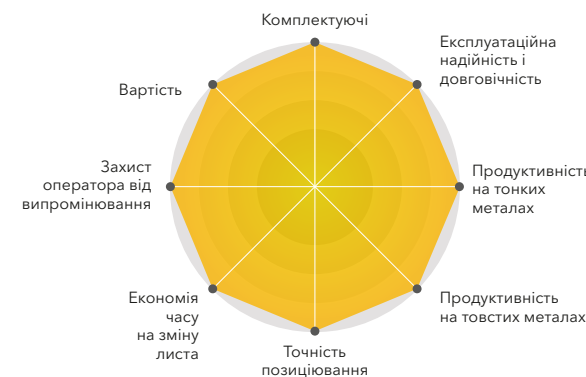 Комплектуючі
Експлуатаційна
надійність і
довговічність
Вартість
Захист
оператора від
випромінювання
Продуктивність
на тонких
металах
Економія
часу
на зміну
листа
Продуктивність
на товстих металах
Точність
позиціювання